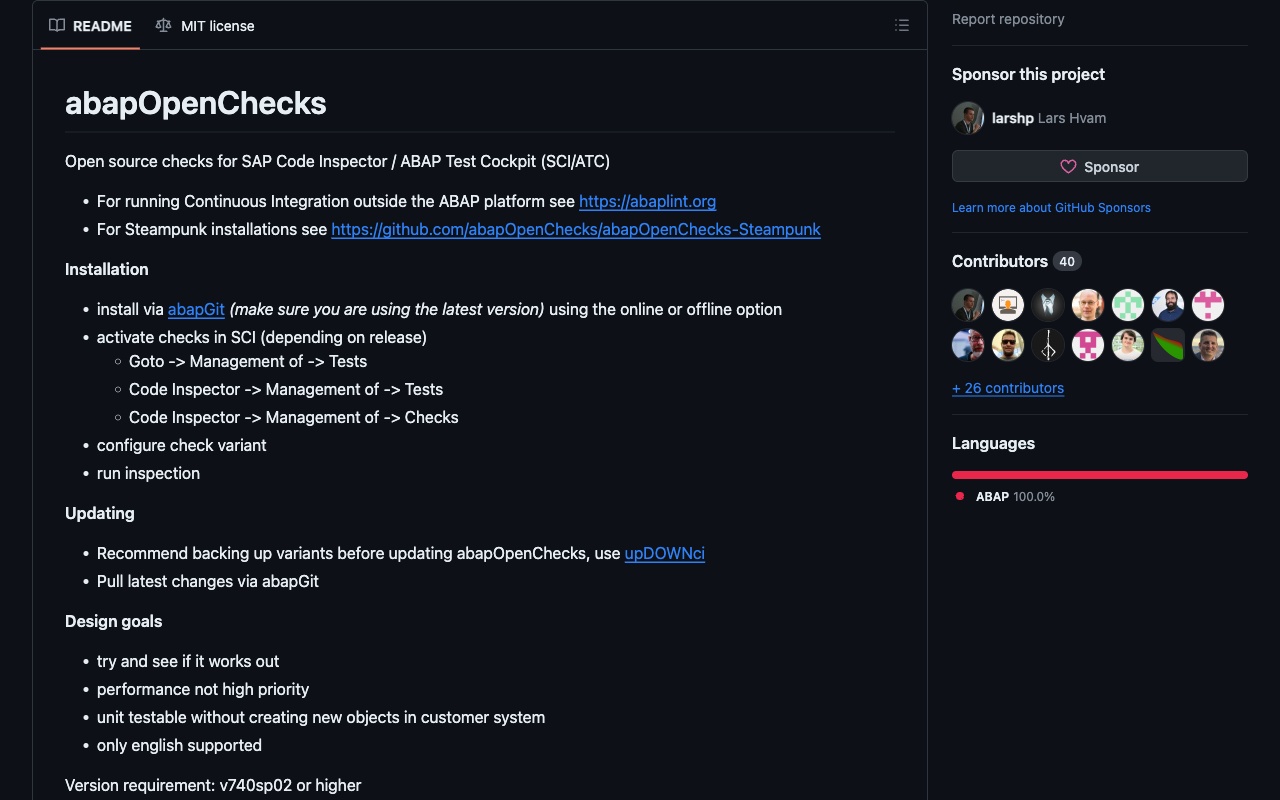 README
MIT license
abapOpenChecks
Open source checks for SAP Code Inspector / ABAP Test Cockpit (SCI/ATC)
• For running Continuous Integration outside the ABAP platform see https://abaplint.org
• For Steampunk installations see https://github.com/abapOpenChecks/abapOpenChecks-Steampunk
Installation
• install via abapGit (make sure you are using the latest version) using the online or offline option
• activate checks in SCI (depending on release)
◦ Goto -> Management of -> Tests
◦ Code Inspector -> Management of -> Tests
◦ Code Inspector -> Management of -> Checks
• configure check variant
• run inspection
Updating
• Recommend backing up variants before updating abapOpenChecks, use upDOWNci
• Pull latest changes via abapGit
Design goals
• try and see if it works out
• performance not high priority
• unit testable without creating new objects in customer system
• only english supported
Version requirement: v740sp02 or higher
Report repository
Sponsor this project
larshp Lars Hvam
Sponsor
Learn more about GitHub Sponsors
Contributors 40
+ 26 contributors
Languages
ABAP 100.0%